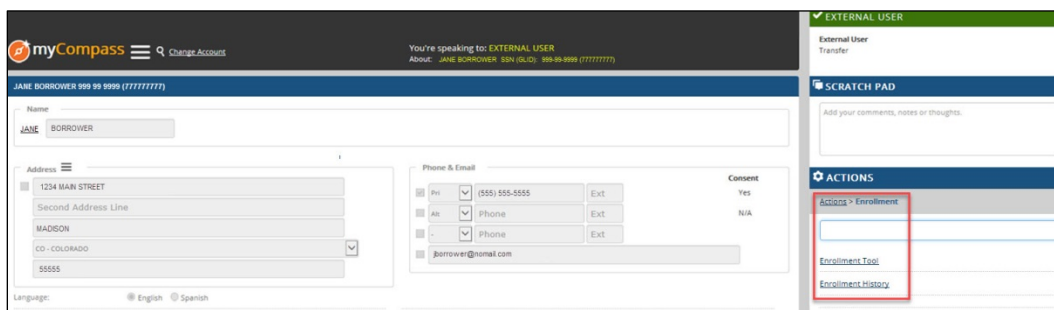 myCompass Change Account
You're speaking to: EXTERNAL USER
About: JANE BORROWER SSN (GLID): 999-99-9999 (777777777)
JANE BORROWER 999 99 9999 (777777777)
Name
JANE BORROWER
Address
1234 MAIN STREET
Second Address Line
MADISON
CO - COLORADO
55555
Language: English Spanish
Phone & Email
Consent
Pri (555) 555-5555 Ext Yes
Alt Phone Ext N/A
- Phone Ext
jborrower@nomail.com
EXTERNAL USER
External User
Transfer
SCRATCH PAD
Add your comments, notes or thoughts.
ACTIONS
Actions > Enrollment
Enrollment Tool
Enrollment History